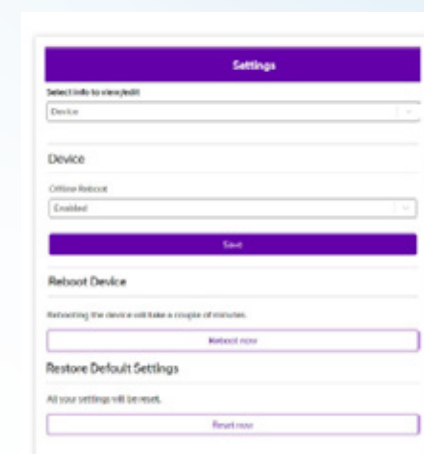 Settings
Select info to view/edit
Device
Device
Offline Reboot
Enabled
Save
Reboot Device
Rebooting the device will take a couple of minutes.
Reboot now
Restore Default Settings
All your settings will be reset.
Reset now